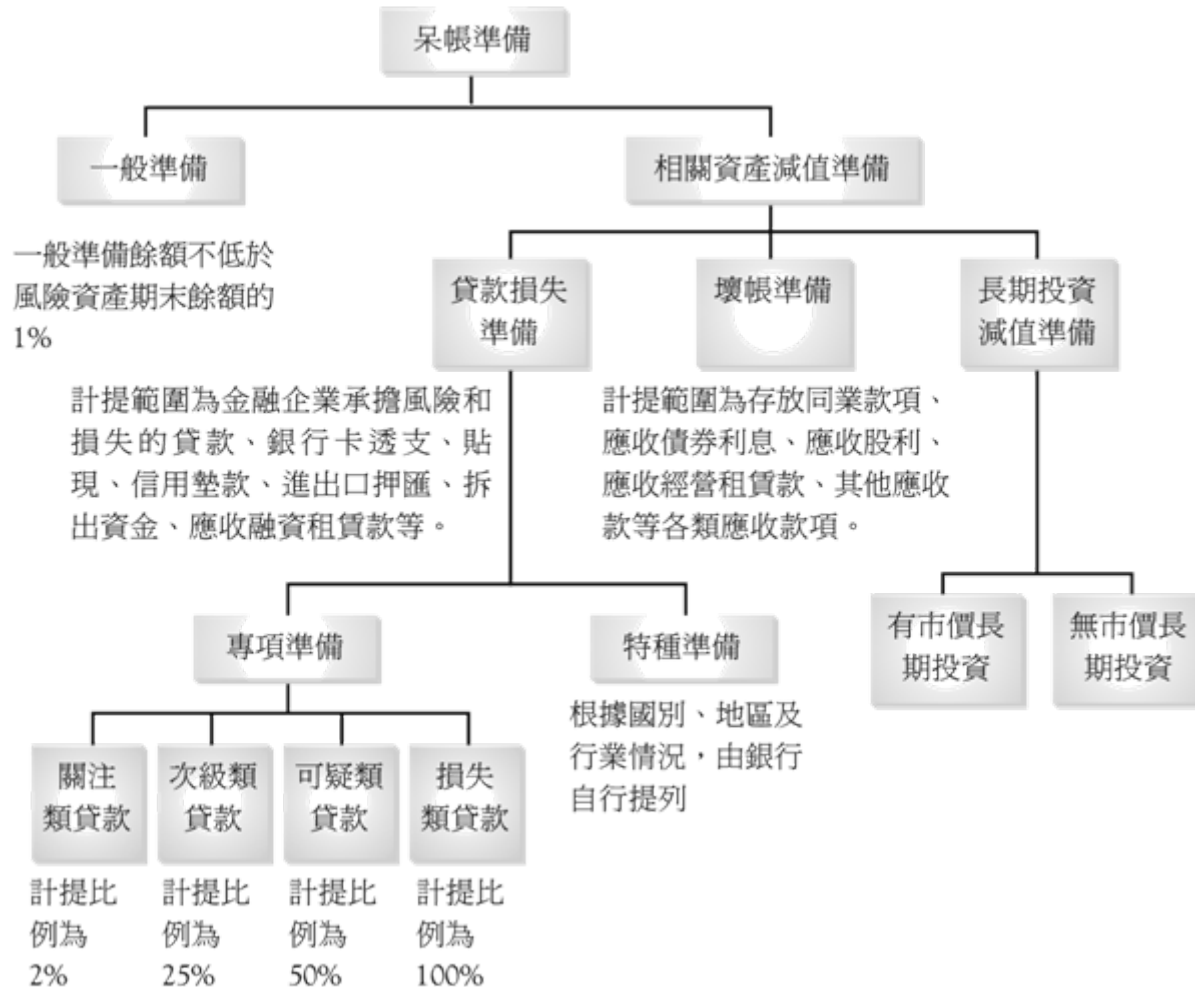 呆帳準備
一般準備
相關資產減值準備
一般準備餘額不低於
風險資產期末餘額的
1%
貸款損失
準備
壞帳準備
長期投資
減值準備
計提範圍為金融企業承擔風險和
損失的貸款、銀行卡透支、貼
現、信用墊款、進出口押匯、拆
出資金、應收融資租賃款等。
計提範圍為存放同業款項、
應收債券利息、應收股利、
應收經營租賃款、其他應收
款等各類應收款項。
專項準備
特種準備
有市價長
期投資
無市價長
期投資
根據國別、地區及
行業情況，由銀行
自行提列
關注
類貸款
次級類
貸款
可疑類
貸款
損失
類貸款
計提比
例為
2%
計提比
例為
25%
計提比
例為
50%
計提比
例為
100%